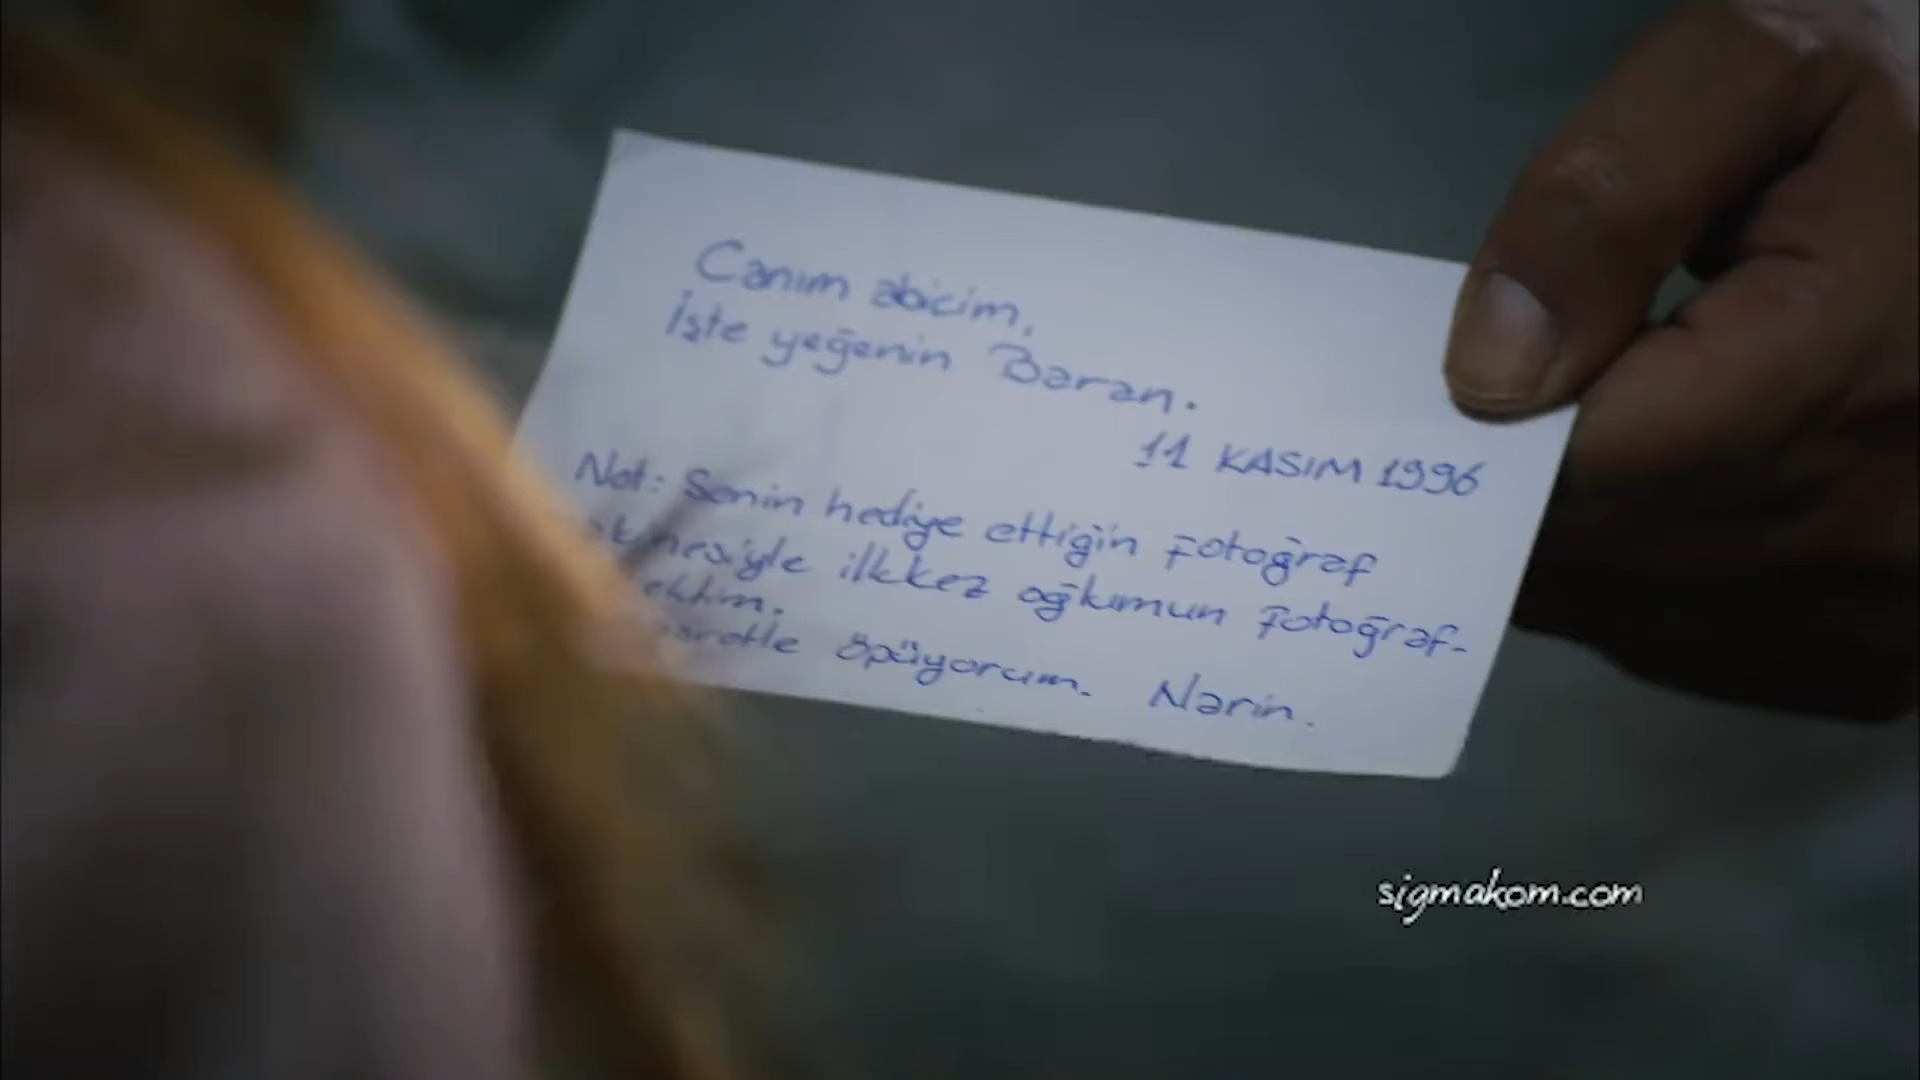 Canım abicim,
İşte yeğenin Baran.
11 KASIM 1996
Not: Senin hediye ettiğin fotoğraf
ilkkez oğlumun fotoğraf-
öpüyorum. Narin.
sigmakom.com